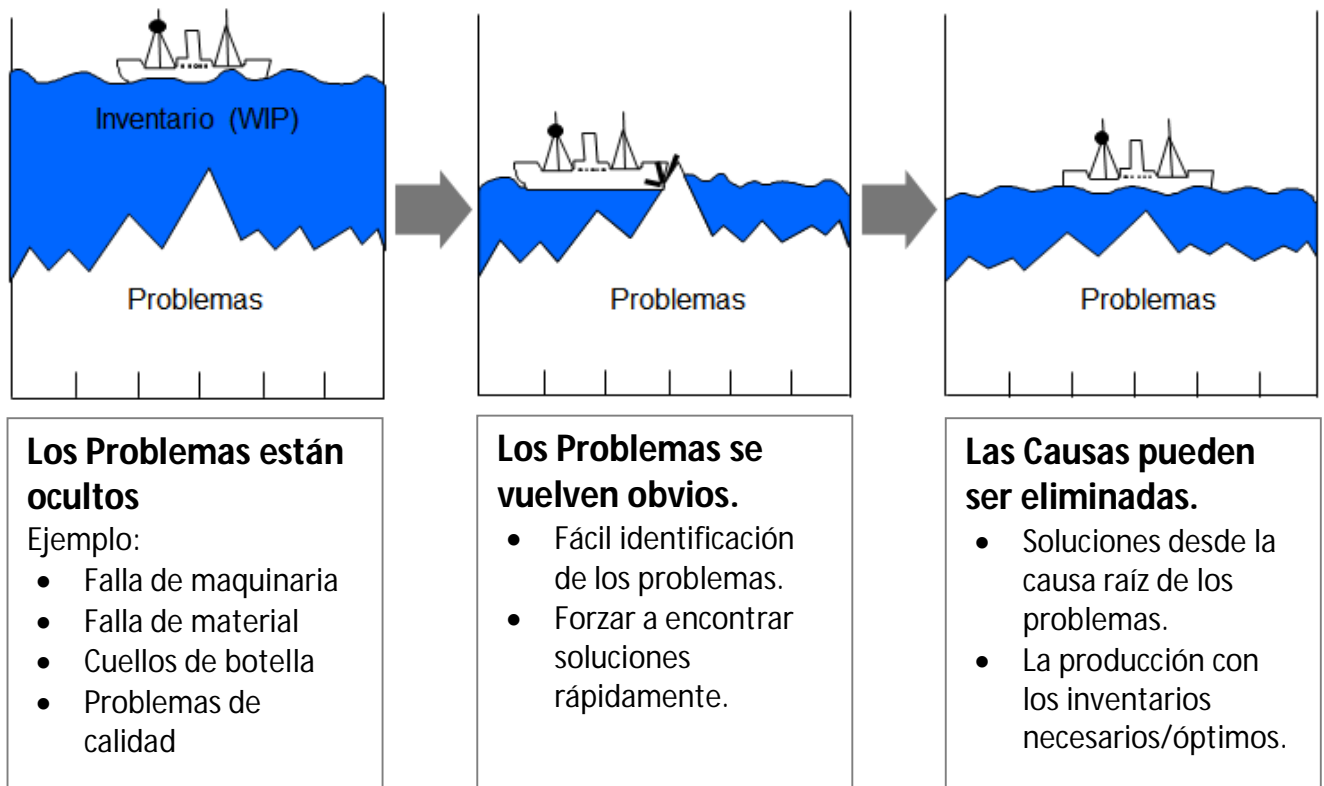 Inventario (WIP)
Problemas
Problemas
Problemas
Los Problemas están
ocultos
Ejemplo:
• Falla de maquinaria
• Falla de material
• Cuellos de botella
• Problemas de
calidad
Los Problemas se
vuelven obvios.
• Fácil identificación
de los problemas.
• Forzar a encontrar
soluciones
rápidamente.
Las Causas pueden
ser eliminadas.
• Soluciones desde la
causa raíz de los
problemas.
• La producción con
los inventarios
necesarios/óptimos.